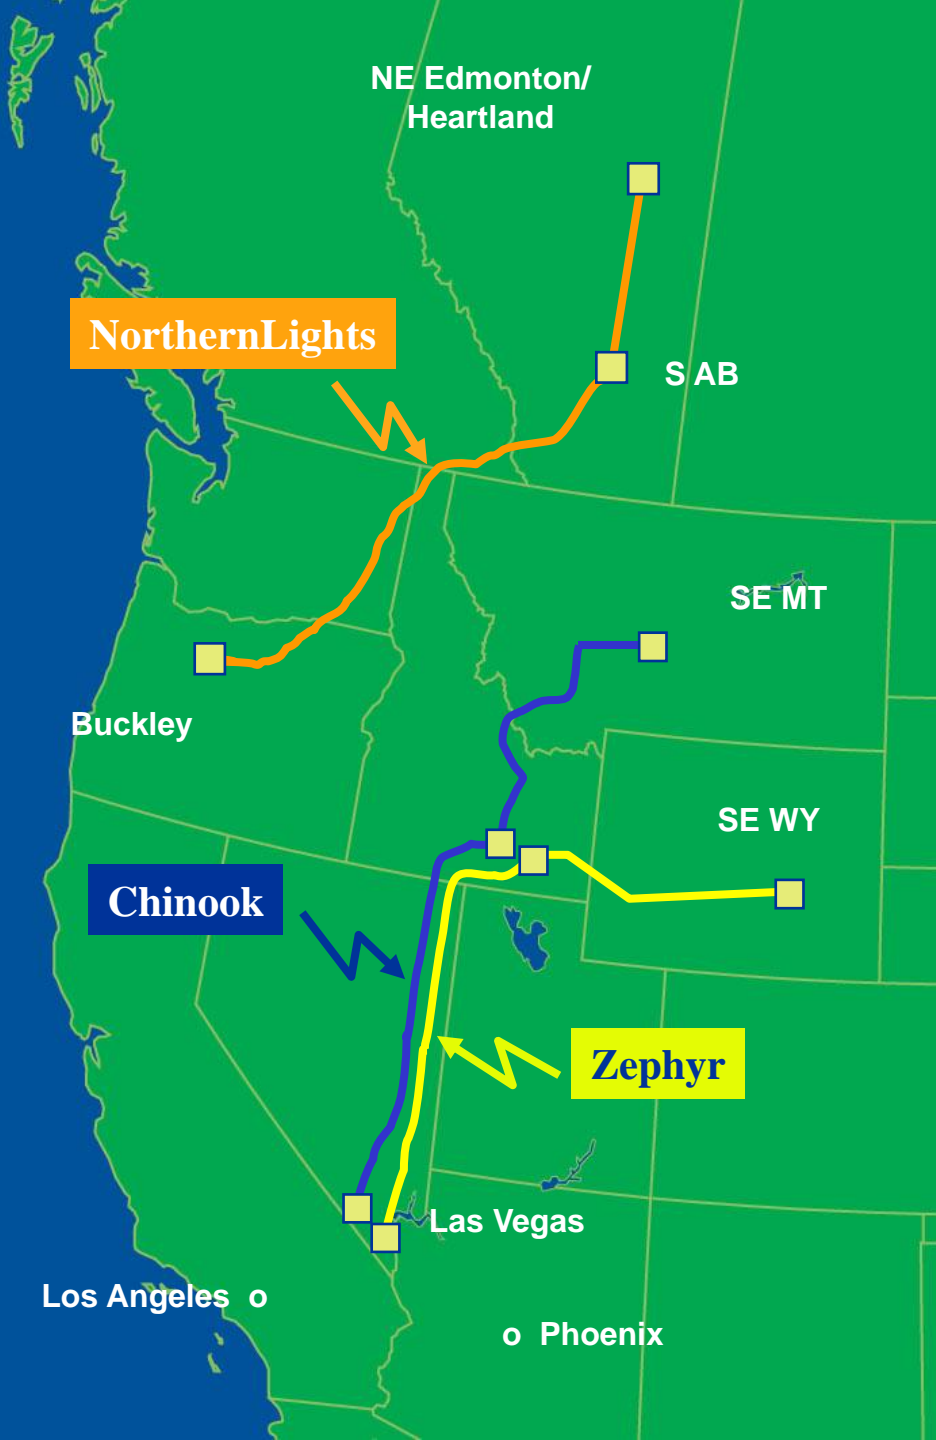 NE Edmonton/
Heartland
NorthernLights
S AB
SE MT
Buckley
SE WY
Chinook
Zephyr
Las Vegas
Los Angeles o
o Phoenix